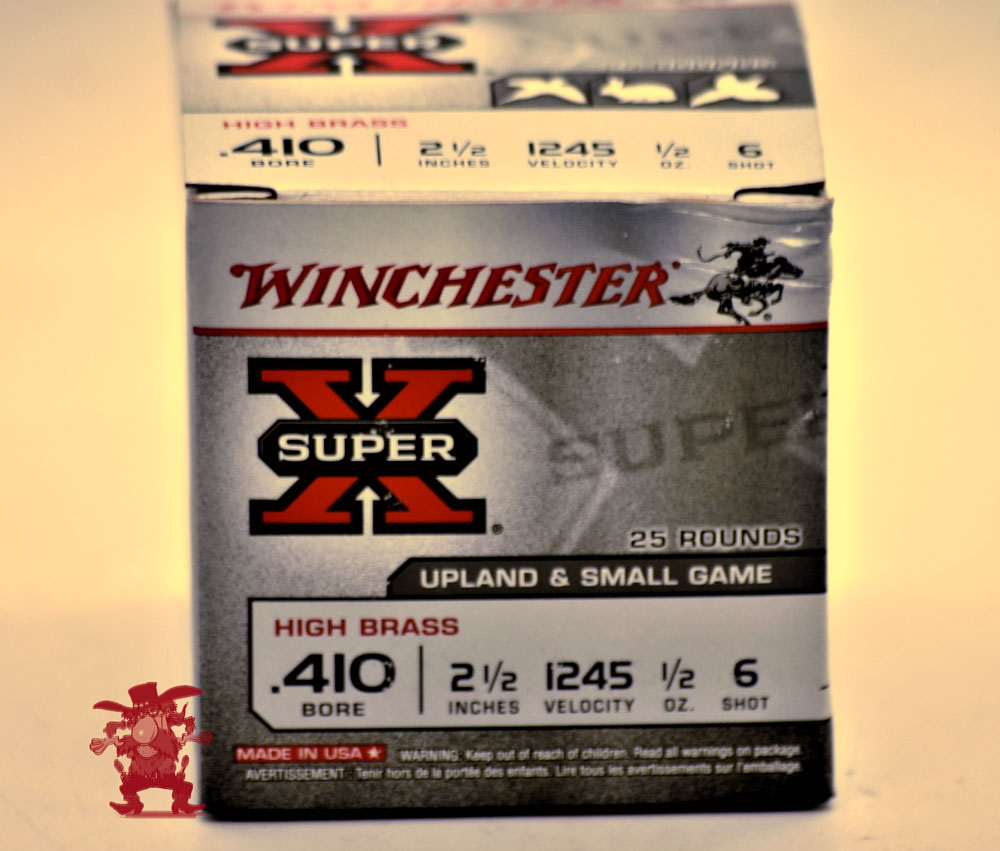 WINCHESTER
X
SUPER
HIGH BRASS
.410 2 1/2 1245 1/2 6
BORE INCHES VELOCITY OZ. SHOT
WINCHESTER®
X
SUPER
®
SUPER
25 ROUNDS
UPLAND & SMALL GAME
HIGH BRASS
.410 2 1/2 1245 1/2 6
BORE INCHES VELOCITY OZ. SHOT
MADE IN USA ★ WARNING: Keep out of reach of children. Read all warnings on package.
AVERTISSEMENT: Tenir hors de la portée des enfants. Lire tous les avertissements sur l'emballage.